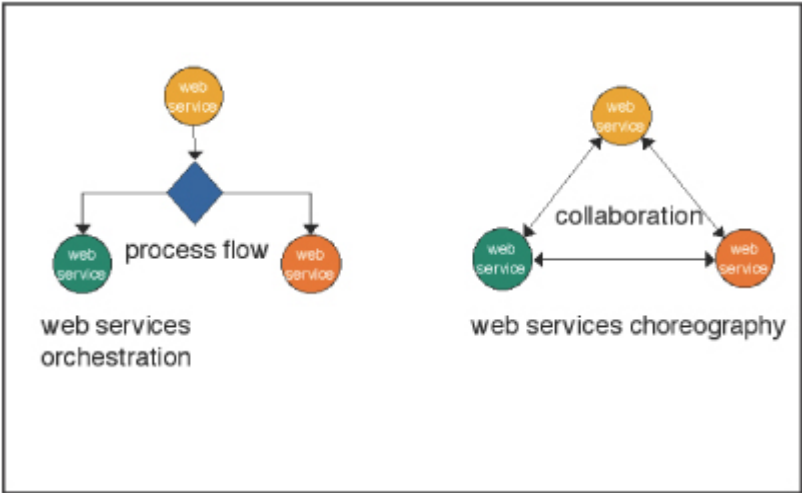 web
service
process flow
web
service
web
service
web services
orchestration
web
service
collaboration
web
service
web
service
web services choreography